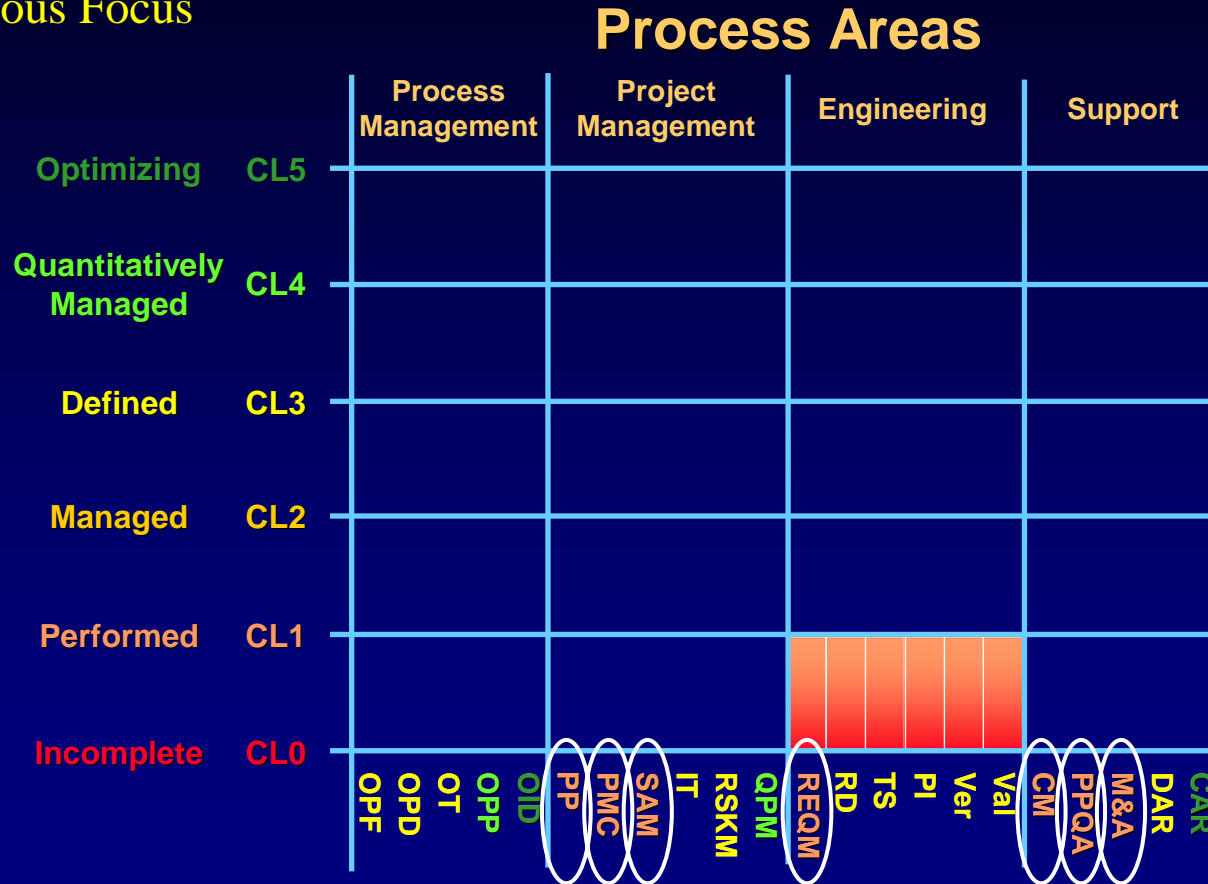 ous Focus
Process Areas
Process
Management
Project
Management
Engineering
Support
Optimizing CL5
Quantitatively
Managed
CL4
Defined CL3
Managed CL2
Performed CL1
Incomplete CL0
OPF
OPD
OT
OPP
OID
PP
PMC
SAM
IT
RSKM
QPM
REQM
RD
TS
PI
Ver
Val
CM
PPQA
M&A
DAR
CAR